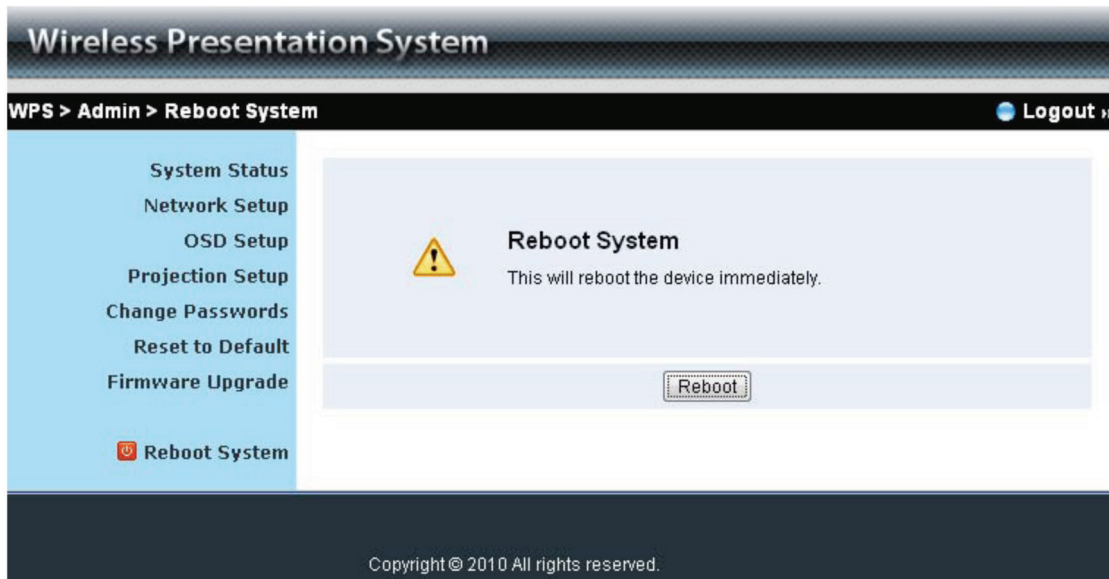 Wireless Presentation System
WPS > Admin > Reboot System
Logout »
System Status
Network Setup
OSD Setup
Projection Setup
Change Passwords
Reset to Default
Firmware Upgrade
Reboot System
Reboot System
This will reboot the device immediately.
Reboot
Copyright © 2010 All rights reserved.